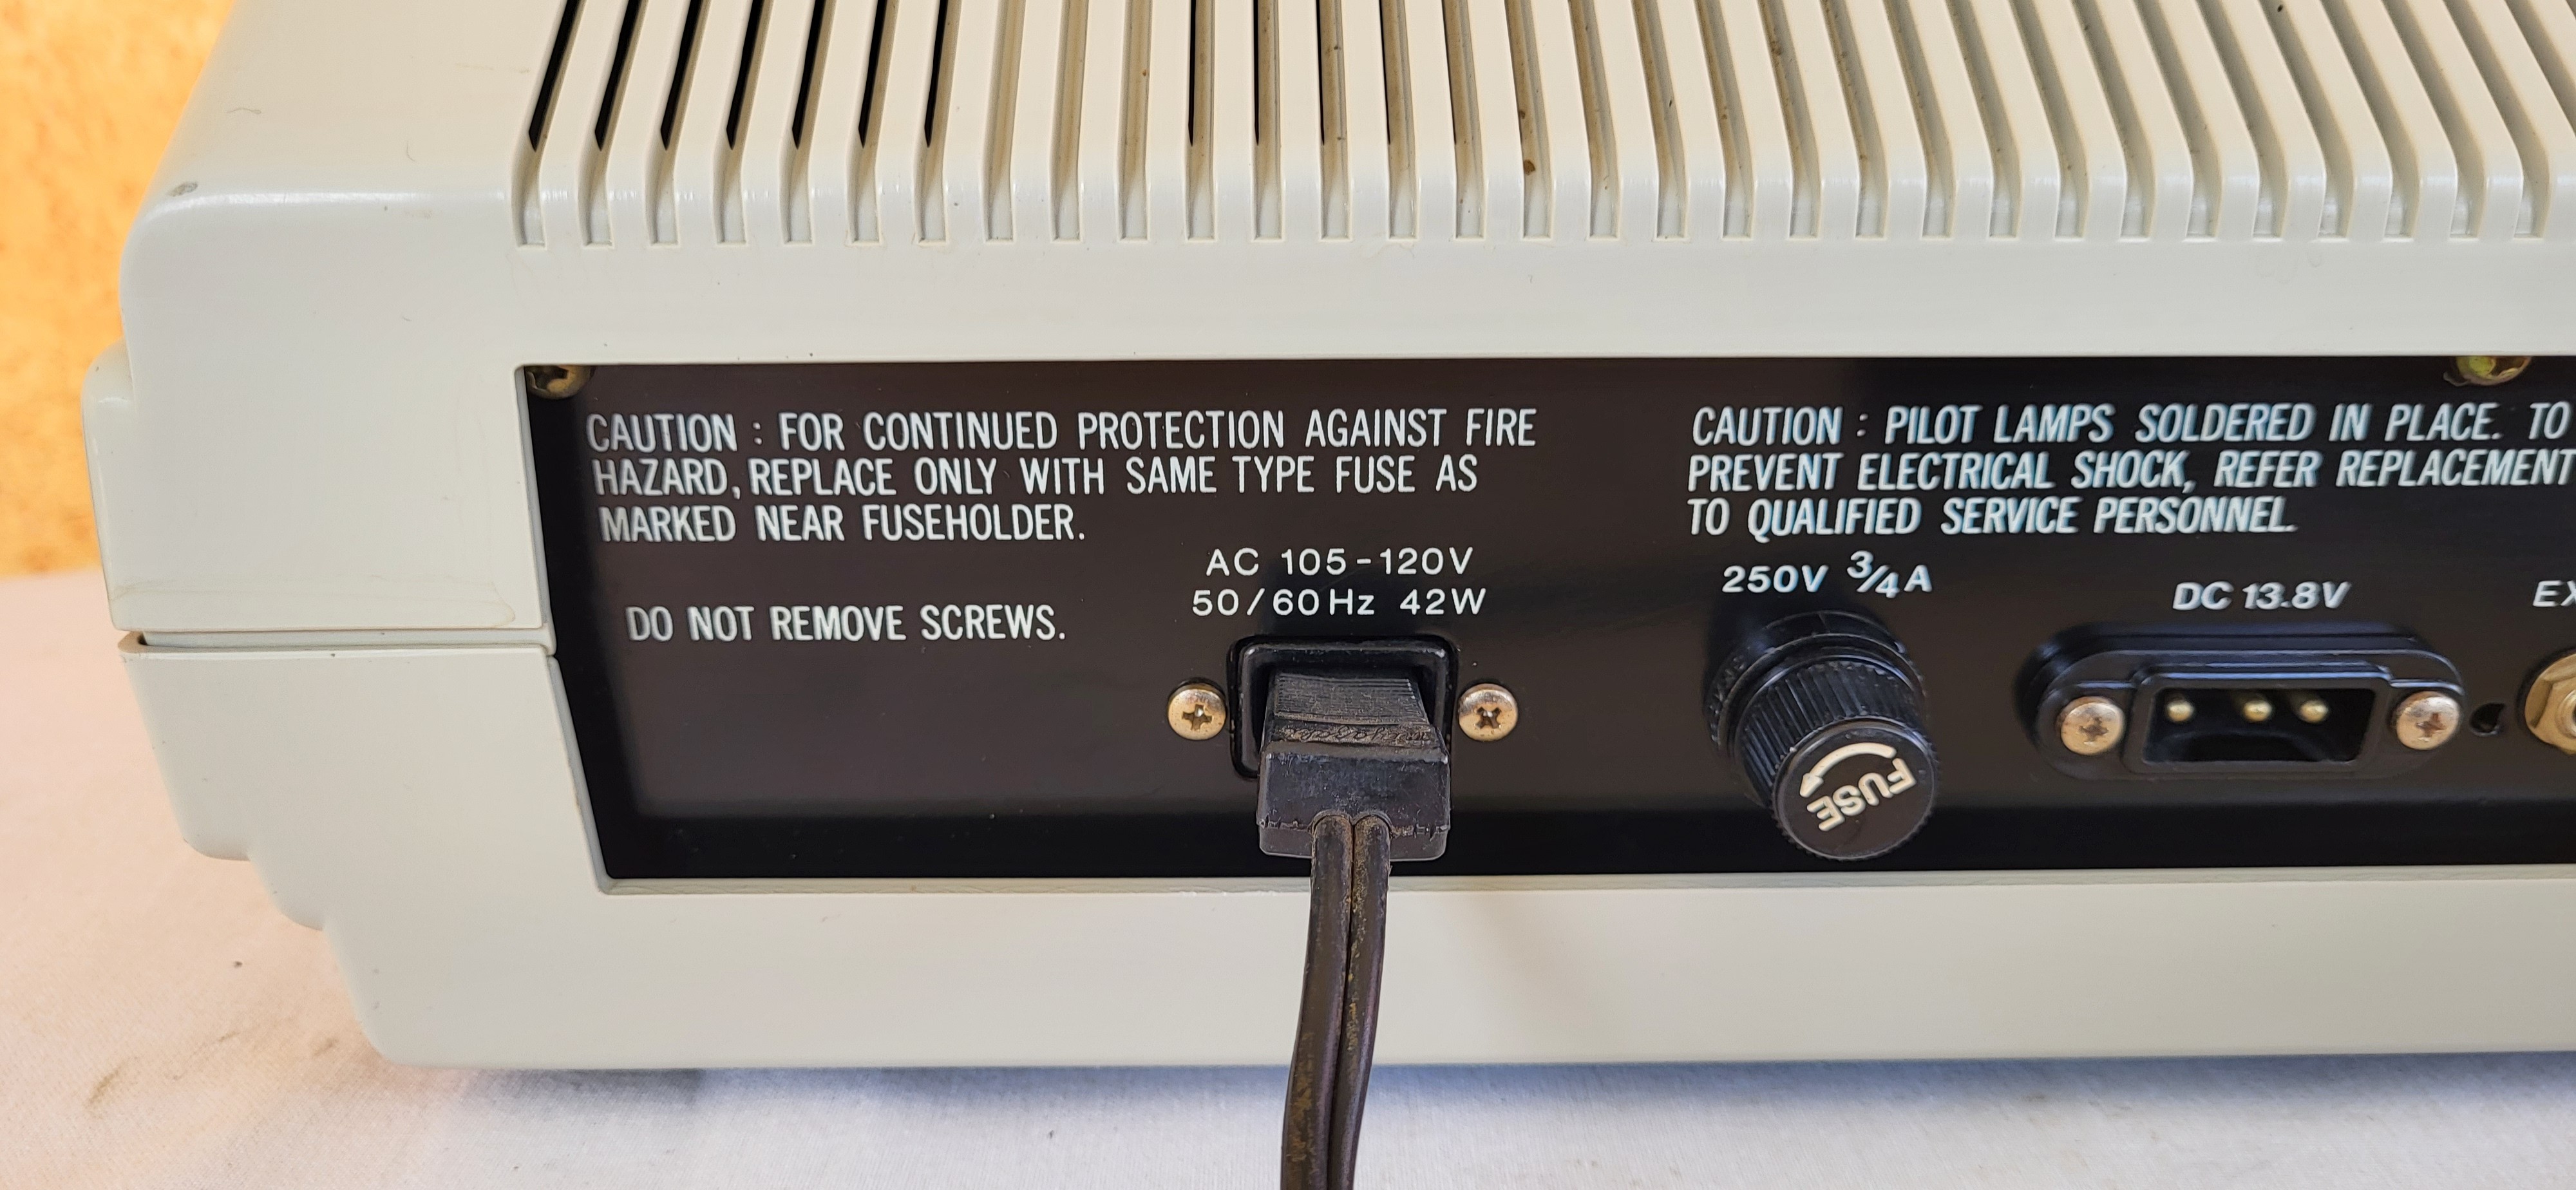 CAUTION : FOR CONTINUED PROTECTION AGAINST FIRE
HAZARD, REPLACE ONLY WITH SAME TYPE FUSE AS
MARKED NEAR FUSEHOLDER.
DO NOT REMOVE SCREWS.
AC 105-120V
50/60Hz 42W
CAUTION : PILOT LAMPS SOLDERED IN PLACE. TO
PREVENT ELECTRICAL SHOCK, REFER REPLACEMENT
TO QUALIFIED SERVICE PERSONNEL.
250V 3/4 A
FUSE
DC 13.8V